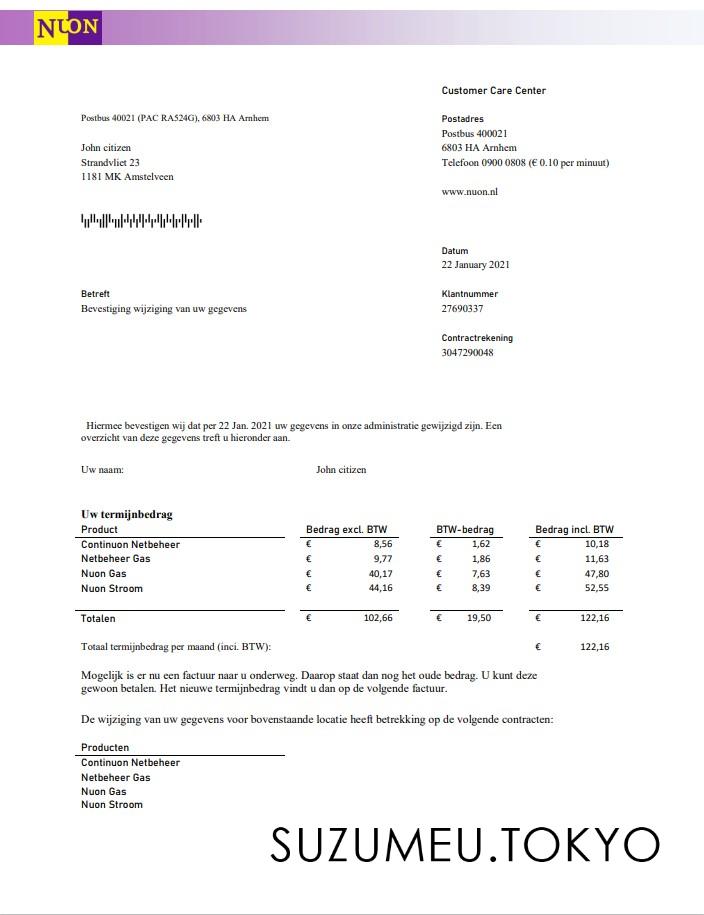 NUON
Customer Care Center
Postbus 40021 (PAC RA524G), 6803 HA Arnhem
Postadres
Postbus 400021
John citizen
6803 HA Arnhem
Strandvliet 23
Telefoon 0900 0808 (€ 0.10 per minuut)
1181 MK Amstelveen
www.nuon.nl
Datum
22 January 2021
Betreft
Klantnummer
Bevestiging wijziging van uw gegevens
27690337
Contractrekening
3047290048
Hiermee bevestigen wij dat per 22 Jan. 2021 uw gegevens in onze administratie gewijzigd zijn. Een
overzicht van deze gegevens treft u hieronder aan.
Uw naam: John citizen
Uw termijnbedrag
Product Bedrag excl. BTW BTW-bedrag Bedrag incl. BTW
Continuon Netbeheer € 8,56 € 1,62 € 10,18
Netbeheer Gas € 9,77 € 1,86 € 11,63
Nuon Gas € 40,17 € 7,63 € 47,80
Nuon Stroom € 44,16 € 8,39 € 52,55
Totalen € 102,66 € 19,50 € 122,16
Totaal termijnbedrag per maand (inci. BTW): € 122,16
Mogelijk is er nu een factuur naar u onderweg. Daarop staat dan nog het oude bedrag. U kunt deze
gewoon betalen. Het nieuwe termijnbedrag vindt u dan op de volgende factuur.
De wijziging van uw gegevens voor bovenstaande locatie heeft betrekking op de volgende contracten:
Producten
Continuon Netbeheer
Netbeheer Gas
Nuon Gas
Nuon Stroom
SUZUMEU.TOKYO